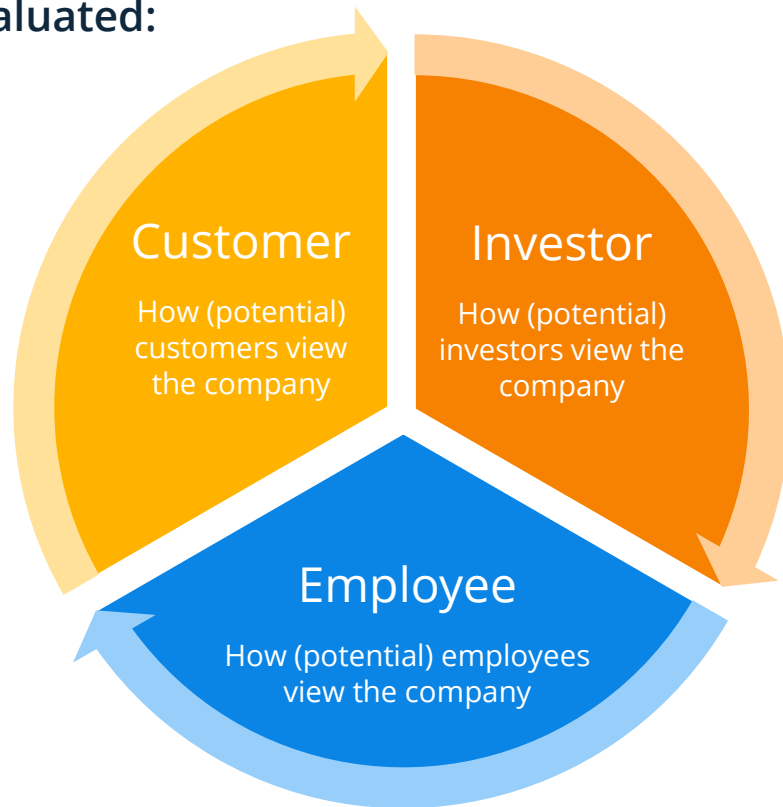 aluated:
Customer
How (potential)
customers view
the company
Investor
How (potential)
investors view the
company
Employee
How (potential) employees
view the company